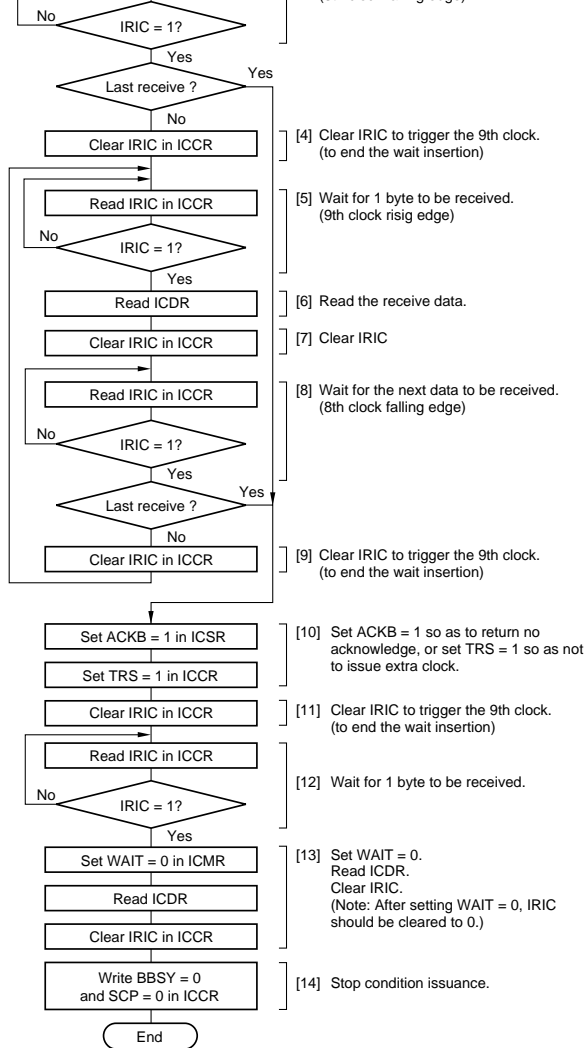 No
IRIC = 1?
Yes
Last receive ?
Yes
No
Clear IRIC in ICCR
[4] Clear IRIC to trigger the 9th clock.
(to end the wait insertion)
Read IRIC in ICCR
[5] Wait for 1 byte to be received.
(9th clock risig edge)
No
IRIC = 1?
Yes
Read ICDR
[6] Read the receive data.
Clear IRIC in ICCR
[7] Clear IRIC
Read IRIC in ICCR
[8] Wait for the next data to be received.
(8th clock falling edge)
No
IRIC = 1?
Yes
Last receive ?
Yes
No
Clear IRIC in ICCR
[9] Clear IRIC to trigger the 9th clock.
(to end the wait insertion)
Set ACKB = 1 in ICSR
[10] Set ACKB = 1 so as to return no
acknowledge, or set TRS = 1 so as not
to issue extra clock.
Set TRS = 1 in ICCR
Clear IRIC in ICCR
[11] Clear IRIC to trigger the 9th clock.
(to end the wait insertion)
Read IRIC in ICCR
[12] Wait for 1 byte to be received.
No
IRIC = 1?
Yes
Set WAIT = 0 in ICMR
[13] Set WAIT = 0.
Read ICDR.
Clear IRIC.
(Note: After setting WAIT = 0, IRIC
should be cleared to 0.)
Read ICDR
Clear IRIC in ICCR
Write BBSY = 0
and SCP = 0 in ICCR
[14] Stop condition issuance.
End